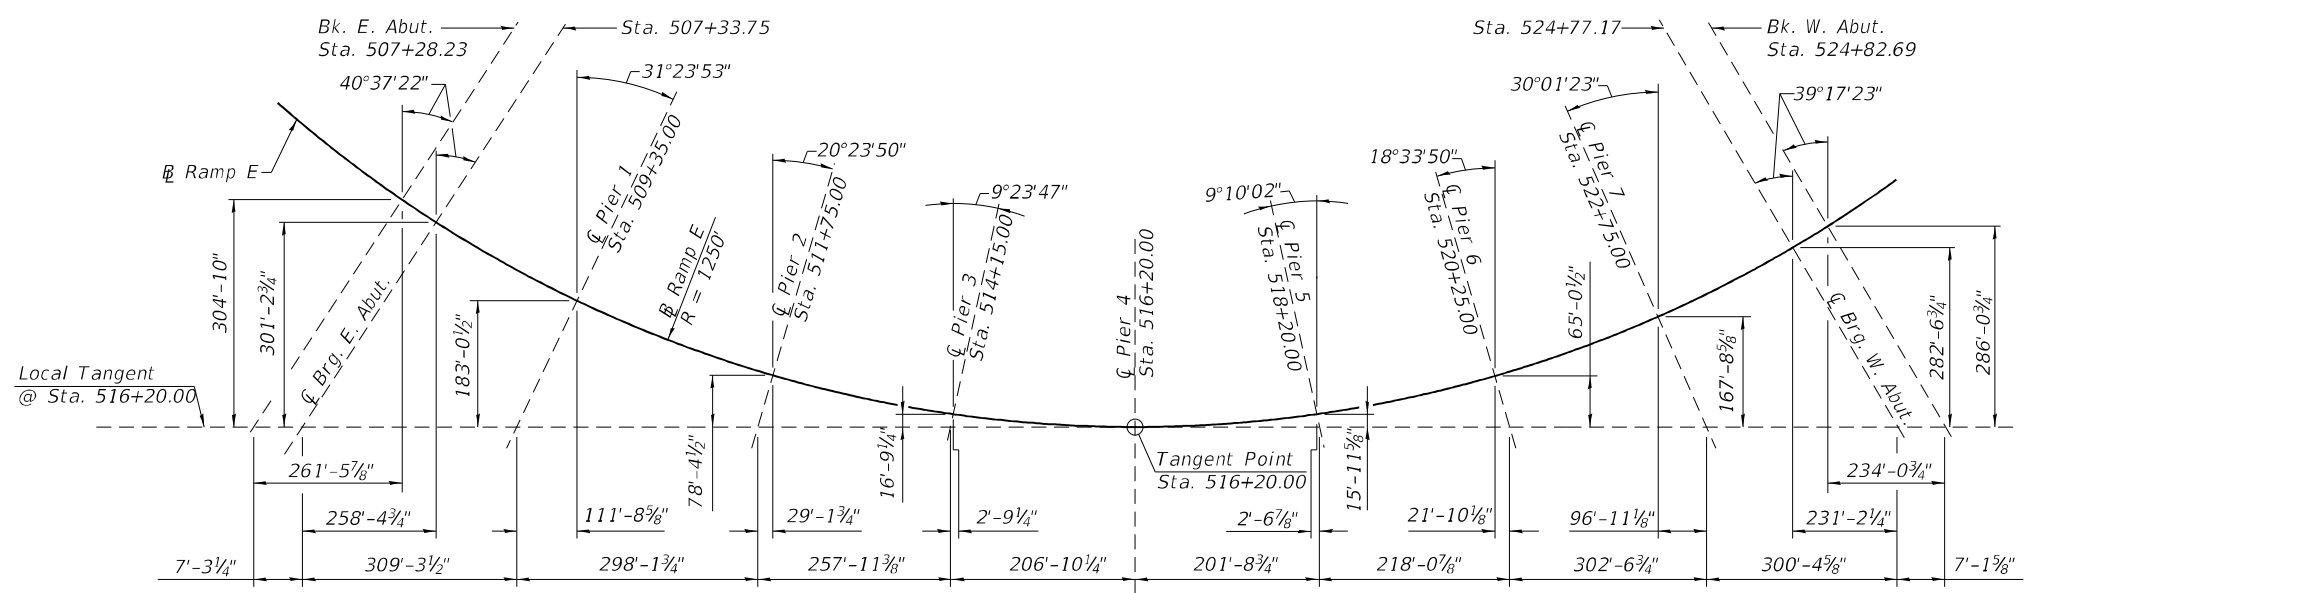 Bk. E. Abut.
Sta. 507+28.23
Sta. 507+33.75
Sta. 524+77.17
Bk. W. Abut.
Sta. 524+82.69
40°37'22"
31°23'53"
30°01'23"
39°17'23"
20°23'50"
18°33'50"
9°23'47"
9°10'02"
℄ Pier 1
Sta. 509+35.00
℄ Pier 2
Sta. 511+75.00
℄ Pier 3
Sta. 514+15.00
℄ Pier 4
Sta. 516+20.00
℄ Pier 5
Sta. 518+20.00
℄ Pier 6
Sta. 520+25.00
℄ Pier 7
Sta. 522+75.00
BL Ramp E
BL Ramp E
R = 1250'
℄ Brg. E. Abut.
℄ Brg. W. Abut.
Local Tangent
@ Sta. 516+20.00
Tangent Point
Sta. 516+20.00
304'-10"
301'-2¾"
183'-0½"
78'-4½"
16'-9¼"
15'-11⅝"
65'-0½"
167'-8⅝"
282'-6¾"
286'-0¾"
261'-5⅞"
234'-0¾"
258'-4¾"
111'-8⅝"
29'-1¾"
2'-9¼"
2'-6⅞"
21'-10⅛"
96'-11⅛"
231'-2¼"
7'-3¼"
309'-3½"
298'-1¾"
257'-11⅜"
206'-10¼"
201'-8¾"
218'-0⅞"
302'-6¾"
300'-4⅝"
7'-1⅝"